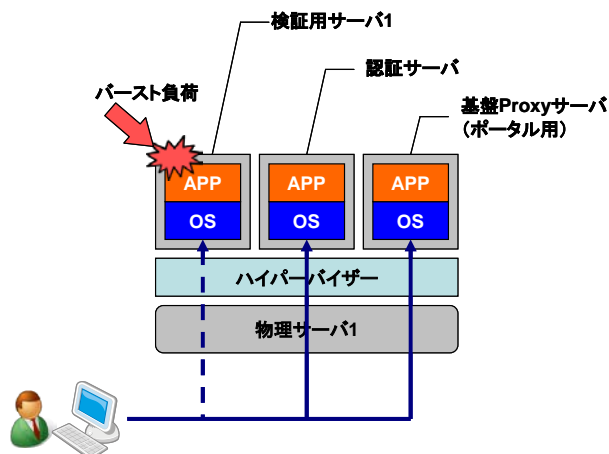 検証用サーバ1
認証サーバ
バースト負荷
基盤Proxyサーバ
（ポータル用）
APP
APP
APP
OS
OS
OS
ハイパーバイザー
物理サーバ1